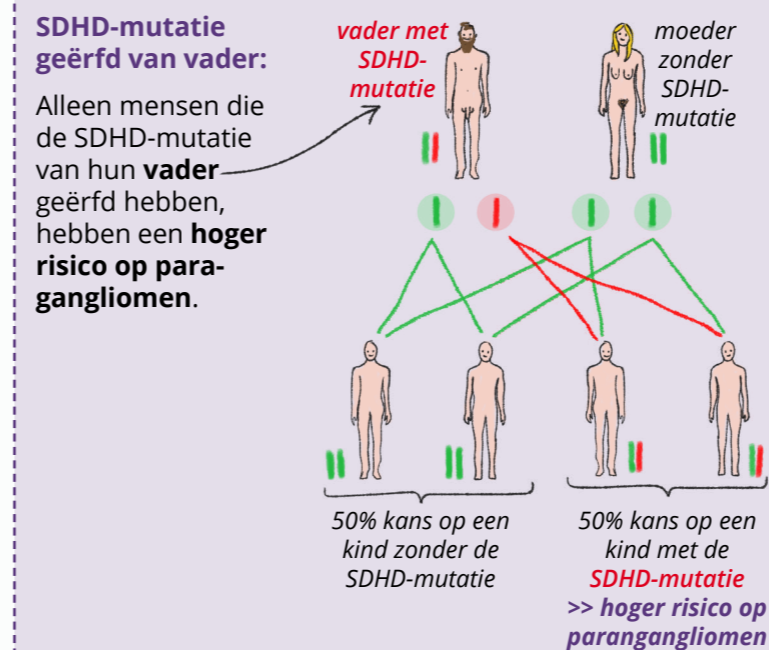 SDHD-mutatie
geërfd van vader:
Alleen mensen die
de SDHD-mutatie
van hun vader
geërfd hebben,
hebben een hoger
risico op para-
gangliomen.
vader met
SDHD-
mutatie
moeder
zonder
SDHD-
mutatie
50% kans op een
kind zonder de
SDHD-mutatie
50% kans op een
kind met de
SDHD-mutatie
>> hoger risico op
parangangliomen